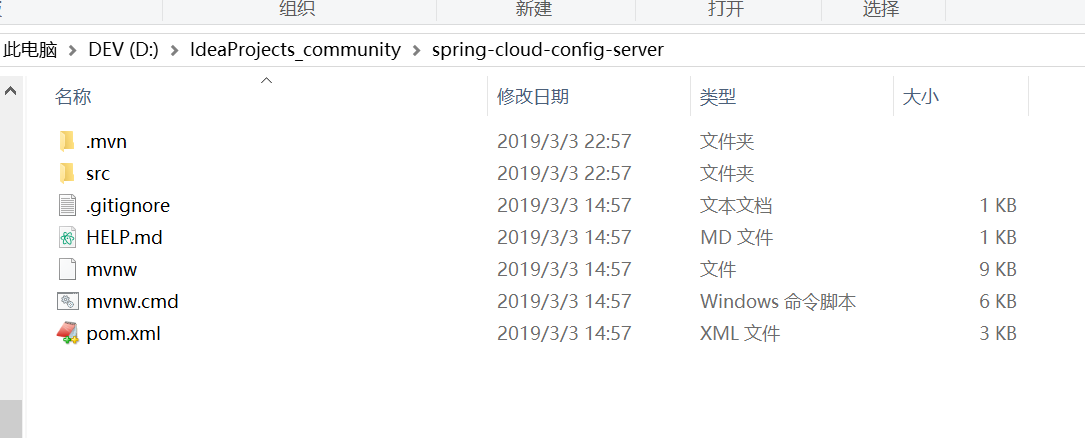 组织 新建 打开 选择
此电脑 > DEV (D:) > IdeaProjects_community > spring-cloud-config-server
名称 修改日期 类型 大小
.mvn 2019/3/3 22:57 文件夹
src 2019/3/3 22:57 文件夹
.gitignore 2019/3/3 14:57 文本文档 1 KB
HELP.md 2019/3/3 14:57 MD 文件 1 KB
mvnw 2019/3/3 14:57 文件 9 KB
mvnw.cmd 2019/3/3 14:57 Windows 命令脚本 6 KB
pom.xml 2019/3/3 14:57 XML 文件 3 KB